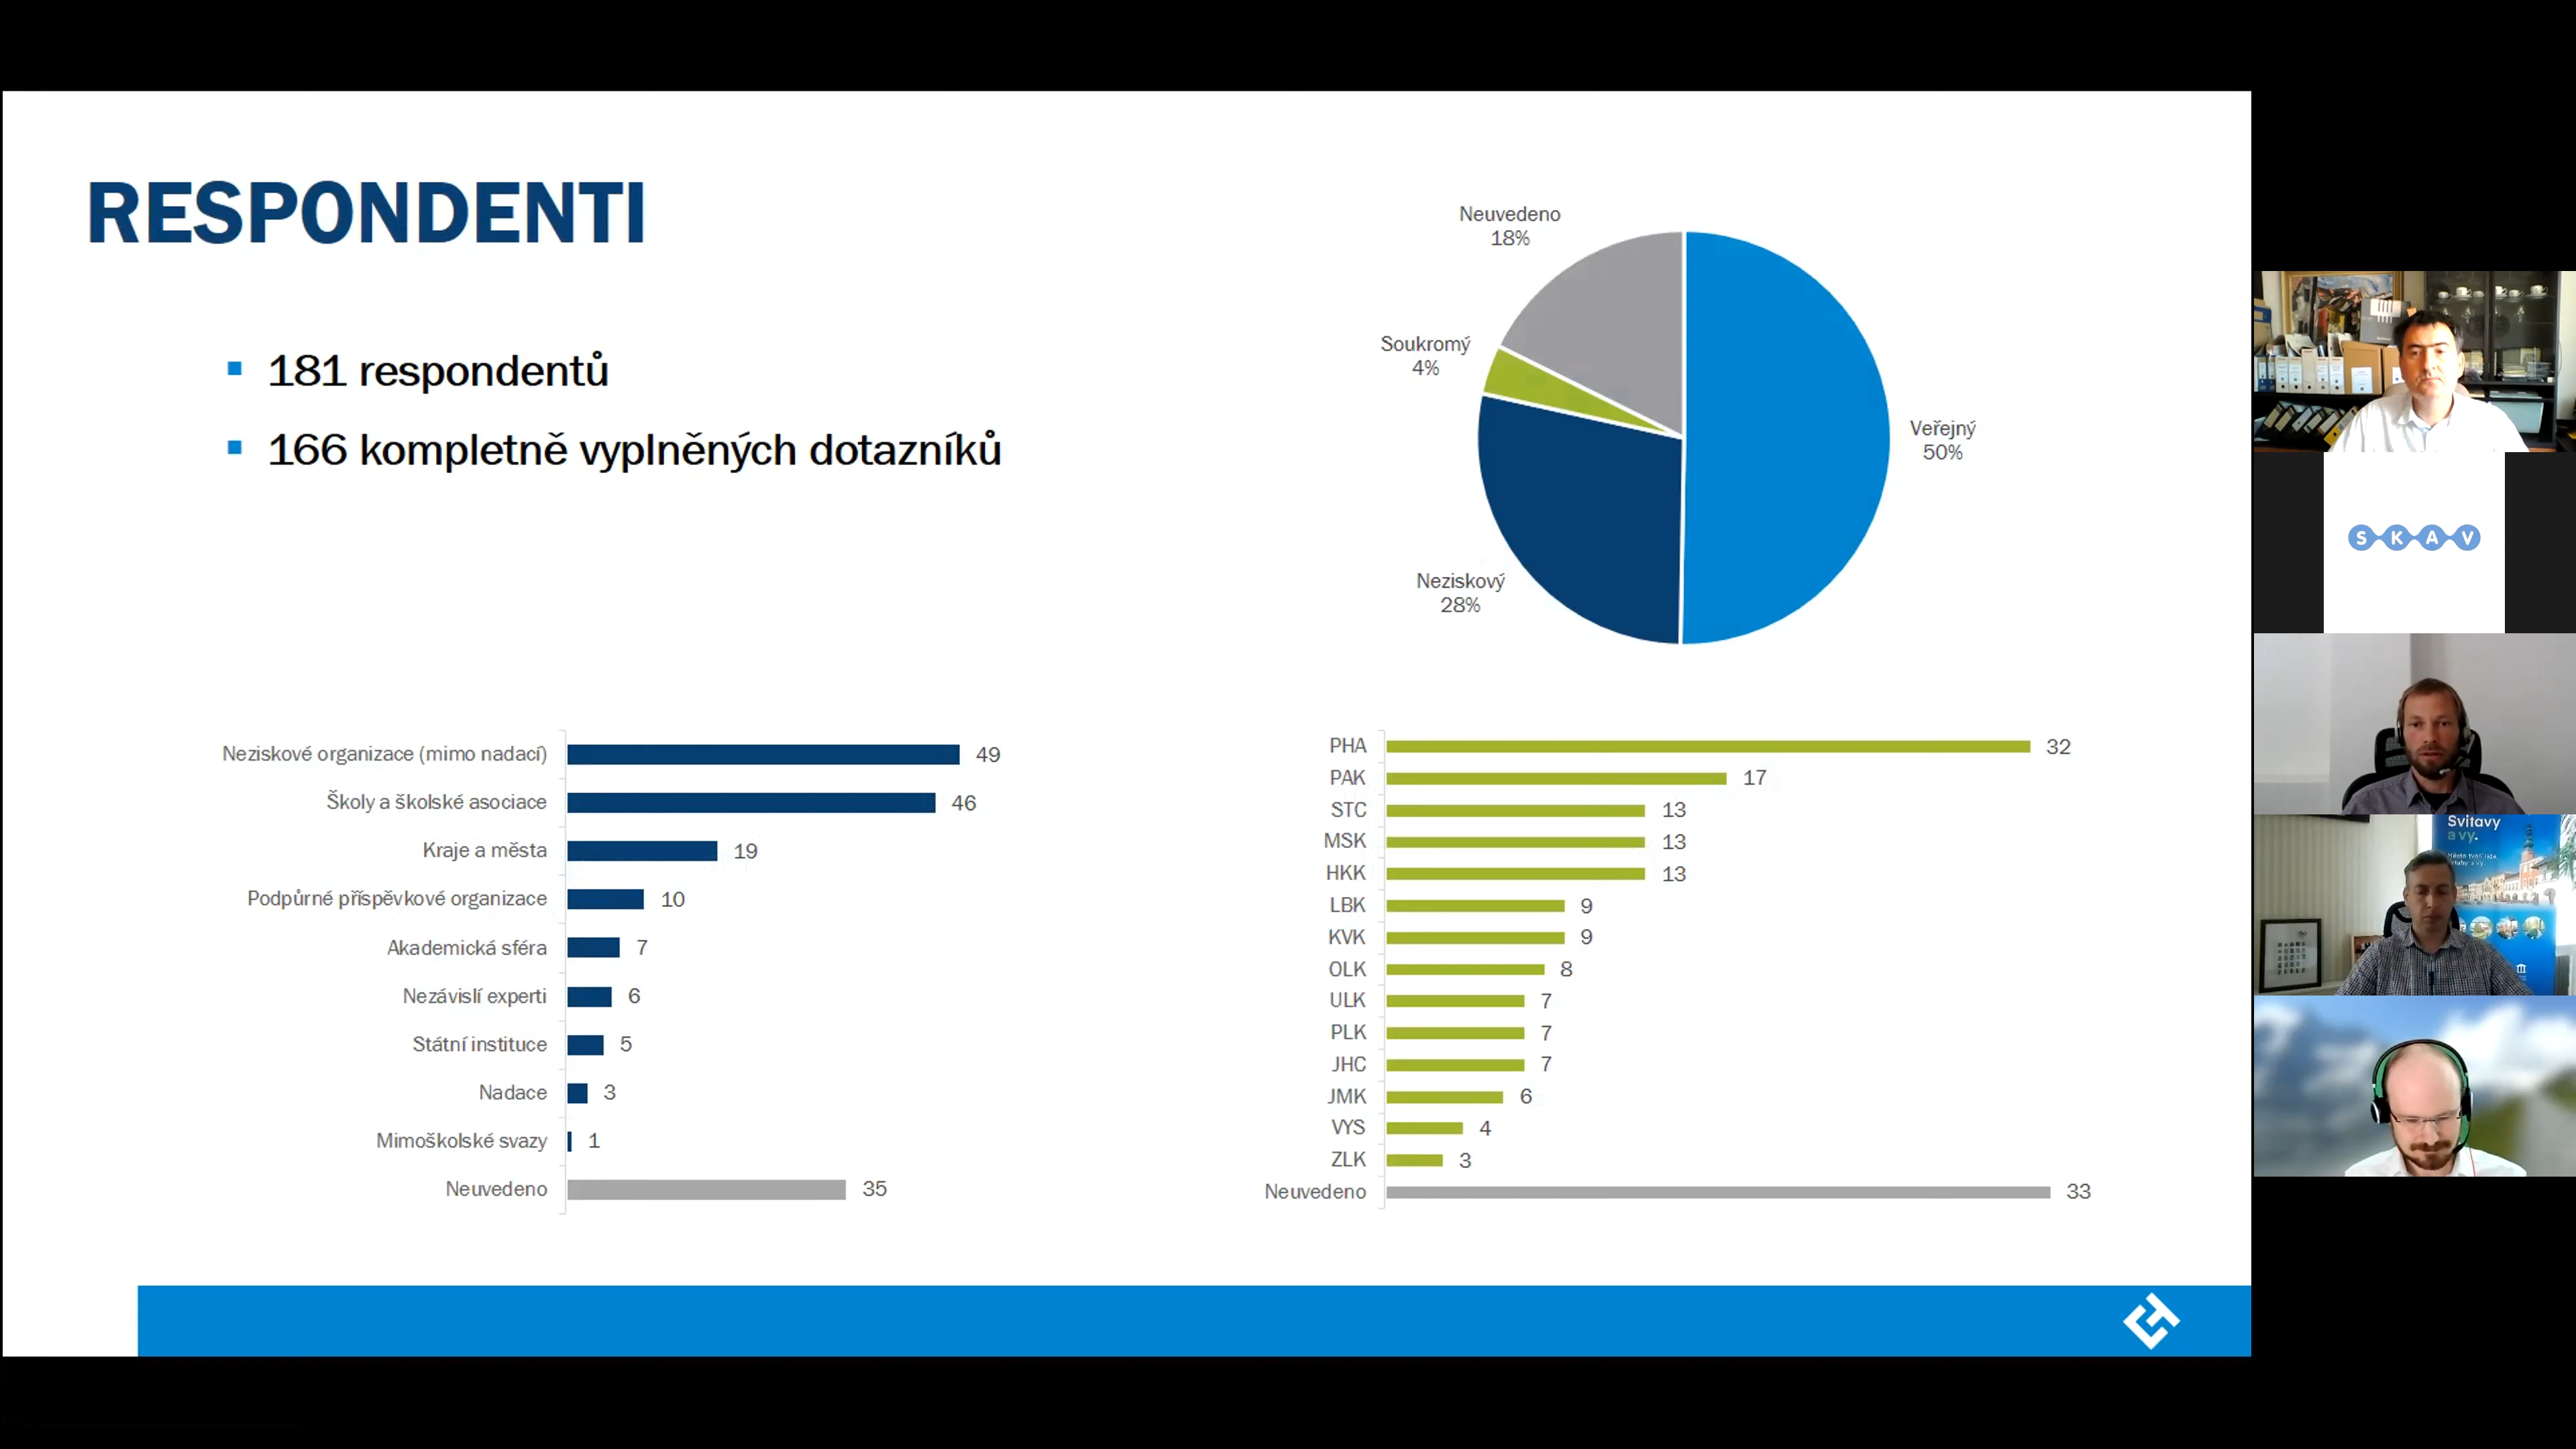 RESPONDENTI
181 respondentů
166 kompletně vyplněných dotazníků
Neuvedeno
18%
Soukromý
4%
Veřejný
50%
Neziskový
28%
Neziskové organizace (mimo nadací) 49
Školy a školské asociace 46
Kraje a města 19
Podpůrné příspěvkové organizace 10
Akademická sféra 7
Nezávislí experti 6
Státní instituce 5
Nadace 3
Mimoškolské svazy 1
Neuvedeno 35
PHA 32
PAK 17
STC 13
MSK 13
HKK 13
LBK 9
KVK 9
OLK 8
ULK 7
PLK 7
JHC 7
JMK 6
VYS 4
ZLK 3
Neuvedeno 33
SKAV
Svitavy
a vy.